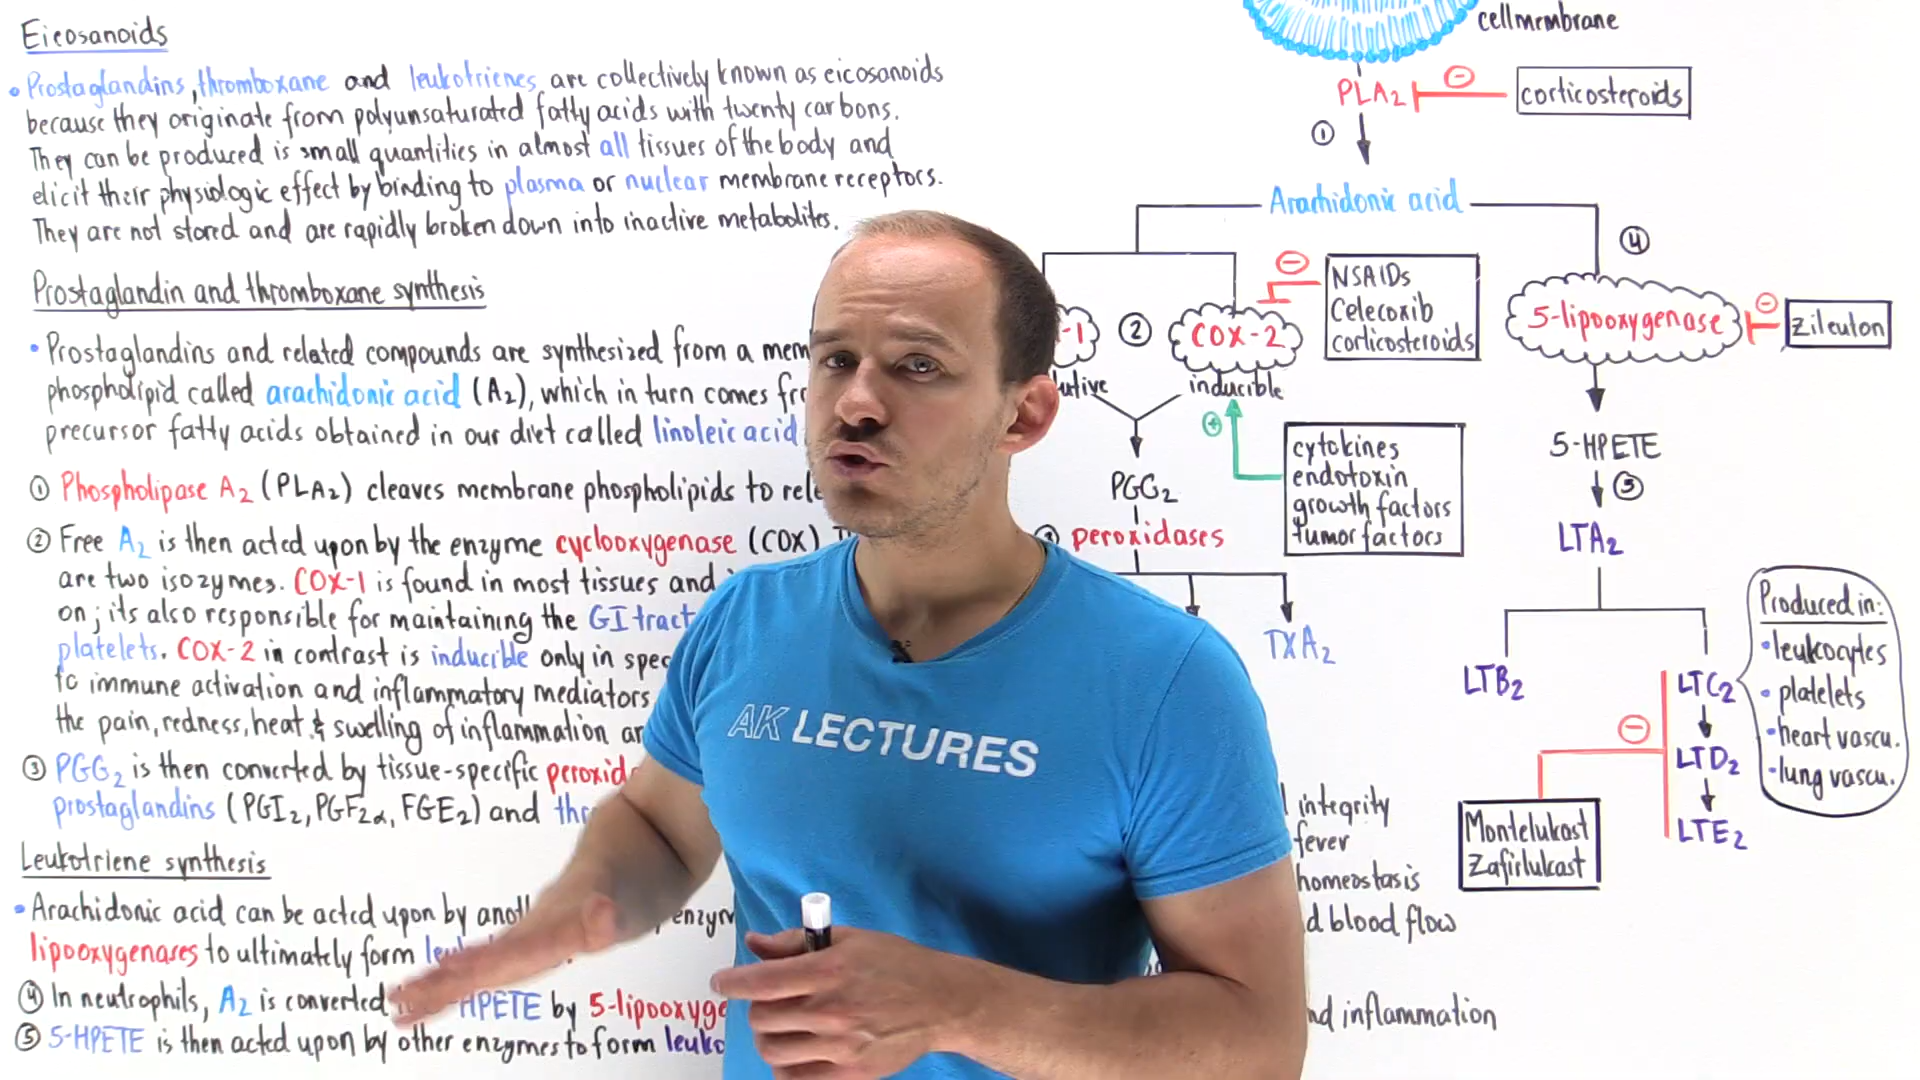 Eicosanoids
• Prostaglandins, thromboxane and leukotrienes are collectively known as eicosanoids
because they originate from polyunsaturated fatty acids with twenty carbons.
They can be produced is small quantities in almost all tissues of the body and
elicit their physiologic effect by binding to plasma or nuclear membrane receptors.
They are not stored and are rapidly broken down into inactive metabolites.
Prostaglandin and thromboxane synthesis
• Prostaglandins and related compounds are synthesized from a mem
phospholipid called arachidonic acid (A2), which in turn comes fr
precursor fatty acids obtained in our diet called linoleic acid
① Phospholipase A2 (PLA2) cleaves membrane phospholipids to rel
② Free A2 is then acted upon by the enzyme cyclooxygenase (COX)
are two isozymes. COX-1 is found in most tissues and
on; its also responsible for maintaining the GI tract
platelets. COX-2 in contrast is inducible only in spec
to immune activation and inflammatory mediators
the pain, redness, heat & swelling of inflammation ar
③ PGG2 is then converted by tissue-specific peroxid
prostaglandins (PGI2, PGF2α, FGE2) and thr
Leukotriene synthesis
• Arachidonic acid can be acted upon by anot enzym
lipooxygenases to ultimately form leu
④ In neutrophils, A2 is converted HPETE by 5-lipooxyge
⑤ 5-HPETE is then acted upon by other enzymes to form leuko
cell membrane
PLA2
⊖
corticosteroids
①
Arachidonic acid
④
-1
②
COX-2
inducible
⊖
NSAIDs
Celecoxib
corticosteroids
5-lipooxygenase
⊖
zileuton
utive
⊕
cytokines
endotoxin
growth factors
tumor factors
PGG2
peroxidases
TXA2
5-HPETE
③
LTA2
LTB2
LTC2
LTD2
LTE2
⊖
Montelukast
Zafirlukast
Produced in:
• leukocytes
• platelets
• heart vascu.
• lung vascu.
integrity
fever
homeostasis
d blood flow
nd inflammation
AK LECTURES